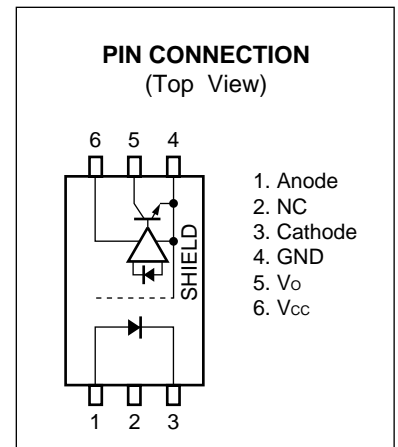 PIN CONNECTION
(Top View)
6 5 4
SHIELD
1 2 3
1. Anode
2. NC
3. Cathode
4. GND
5. Vo
6. Vcc